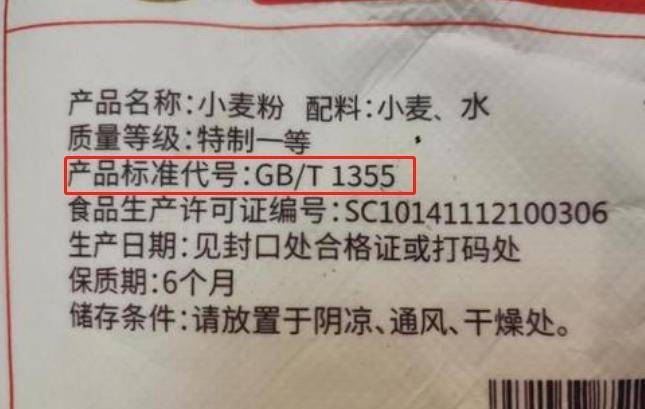 产品名称:小麦粉 配料:小麦、水
质量等级:特制一等
产品标准代号:GB/T 1355
食品生产许可证编号:SC10141112100306
生产日期:见封口处合格证或打码处
保质期:6个月
储存条件:请放置于阴凉、通风、干燥处。